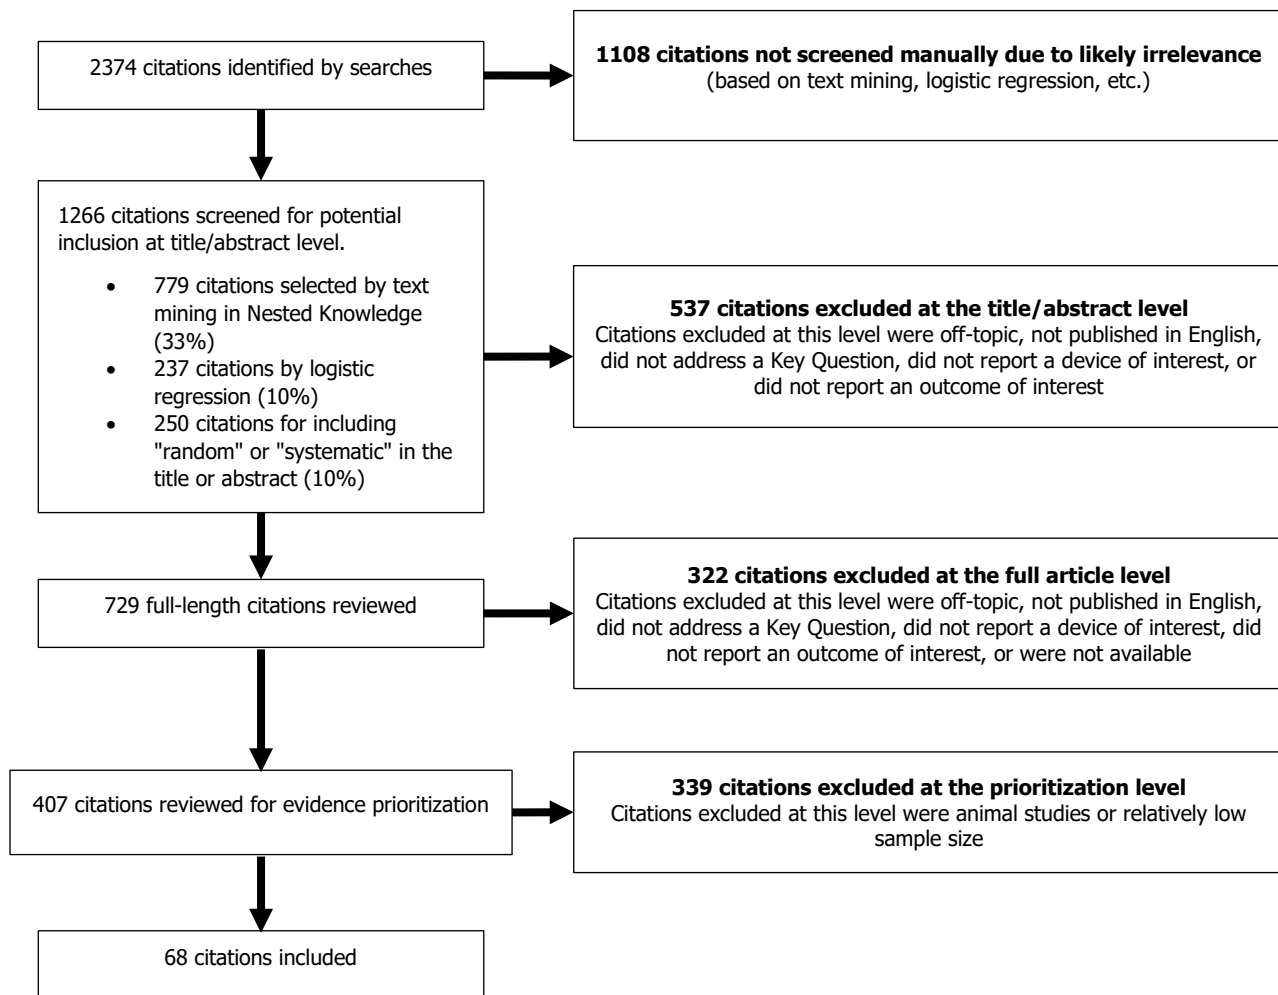 2374 citations identified by searches
1108 citations not screened manually due to likely irrelevance
(based on text mining, logistic regression, etc.)
1266 citations screened for potential
inclusion at title/abstract level.
• 779 citations selected by text
mining in Nested Knowledge
(33%)
• 237 citations by logistic
regression (10%)
• 250 citations for including
"random" or "systematic" in the
title or abstract (10%)
537 citations excluded at the title/abstract level
Citations excluded at this level were off-topic, not published in English,
did not address a Key Question, did not report a device of interest, or
did not report an outcome of interest
729 full-length citations reviewed
322 citations excluded at the full article level
Citations excluded at this level were off-topic, not published in English,
did not address a Key Question, did not report a device of interest, did
not report an outcome of interest, or were not available
407 citations reviewed for evidence prioritization
339 citations excluded at the prioritization level
Citations excluded at this level were animal studies or relatively low
sample size
68 citations included